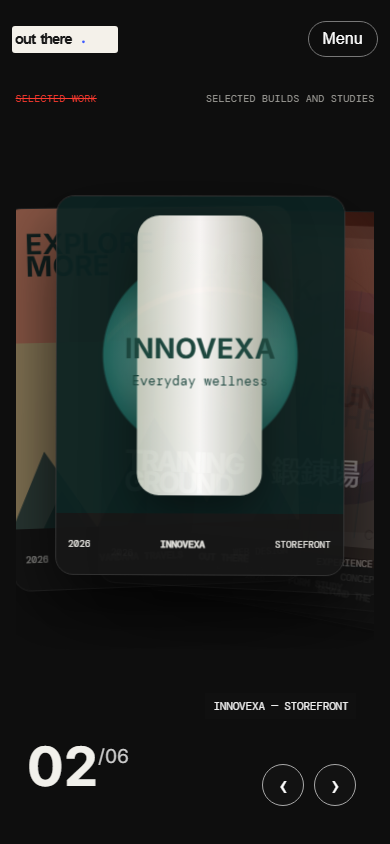 out there .
Menu
SELECTED WORK
SELECTED BUILDS AND STUDIES
EXPLORE
MORE
INNOVEXA
Everyday wellness
TRAINING
GROUND
鍛錬場
2026
2026
INNOVEXA
STOREFRONT
INNOVEXA — STOREFRONT
02/06
‹
›